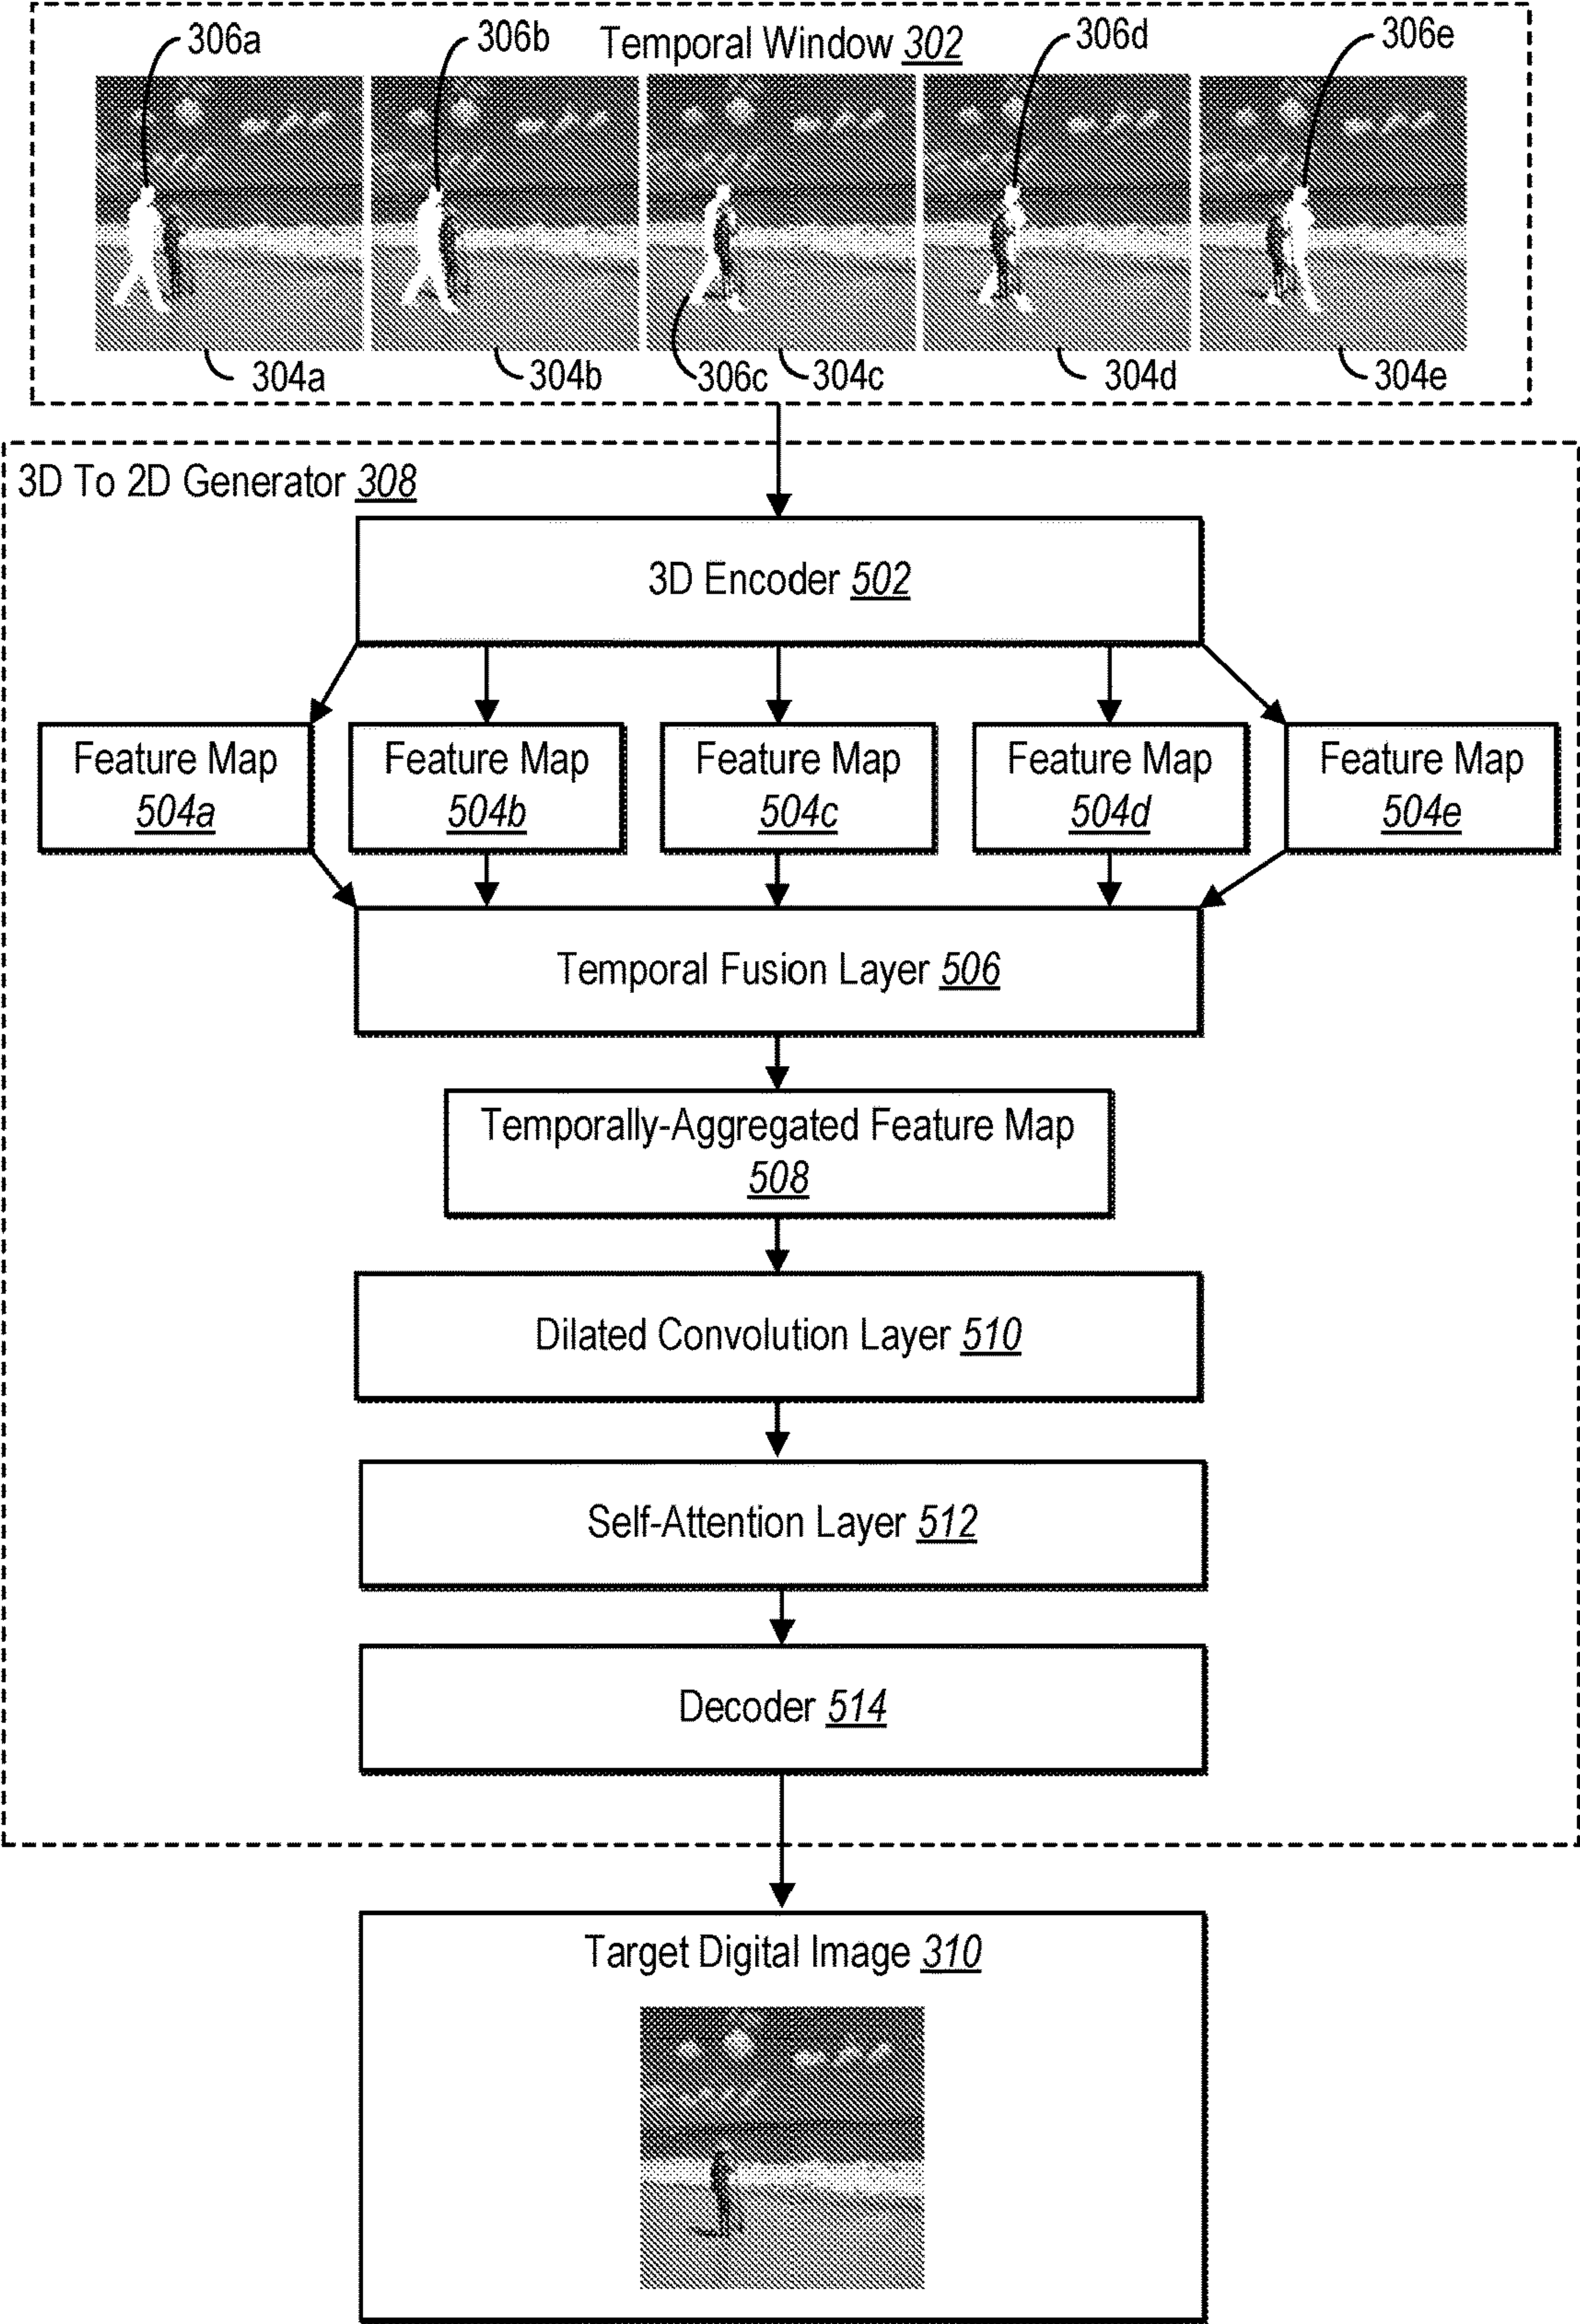 306a
306b
Temporal Window 302
306d
306e
304a
304b
306c
304c
304d
304e
3D To 2D Generator 308
3D Encoder 502
Feature Map
504a
Feature Map
504b
Feature Map
504c
Feature Map
504d
Feature Map
504e
Temporal Fusion Layer 506
Temporally-Aggregated Feature Map
508
Dilated Convolution Layer 510
Self-Attention Layer 512
Decoder 514
Target Digital Image 310